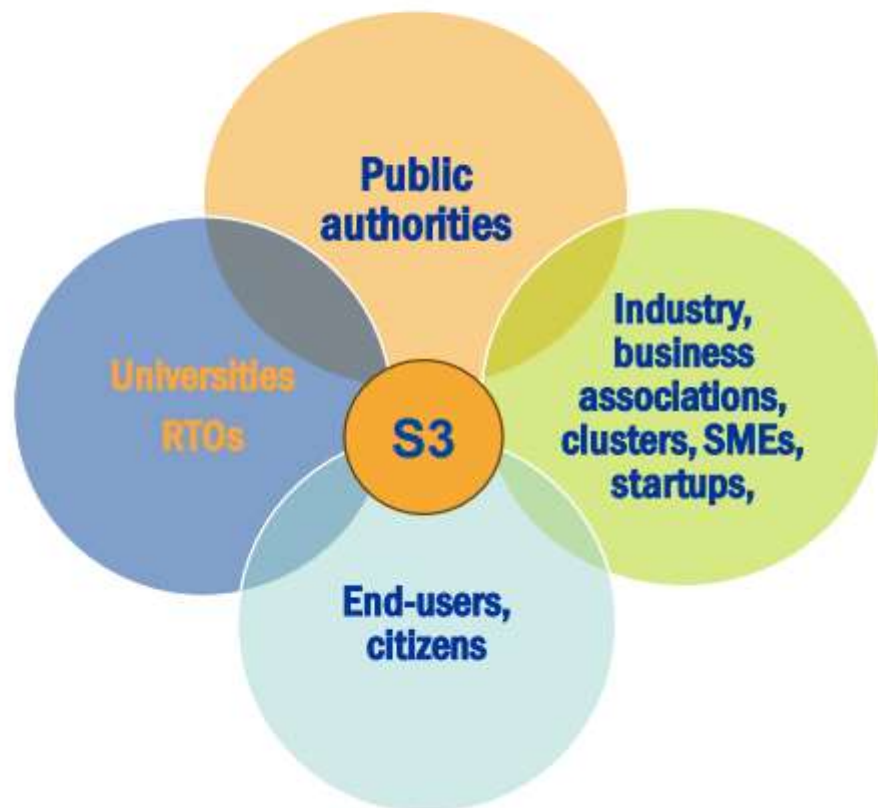 Public
authorities
Universities
RTOs
S3
Industry,
business
associations,
clusters, SMEs,
startups,
End-users,
citizens